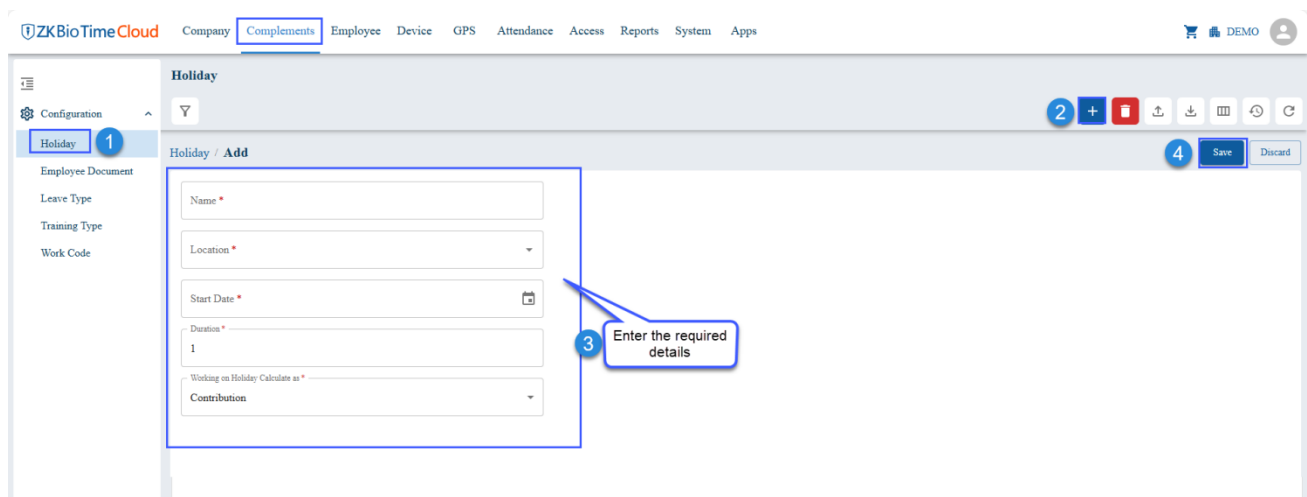 ZKBioTime Cloud Company Complements Employee Device GPS Attendance Access Reports System Apps DEMO
Holiday
Configuration
2
Holiday 1
Holiday / Add
4 Save Discard
Employee Document
Leave Type
Training Type
Work Code
Name *
Location *
Start Date *
Duration *
1
Working on Holiday Calculate as *
Contribution
3 Enter the required
details